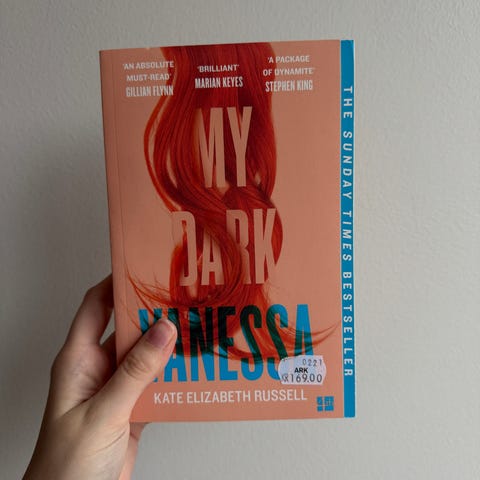 'AN ABSOLUTE
MUST-READ'
GILLIAN FLYNN
'BRILLIANT'
MARIAN KEYES
'A PACKAGE
OF DYNAMITE'
STEPHEN KING
MY
DARK
VANESSA
KATE ELIZABETH RUSSELL
0221
ARK
169.00
THE SUNDAY TIMES BESTSELLER